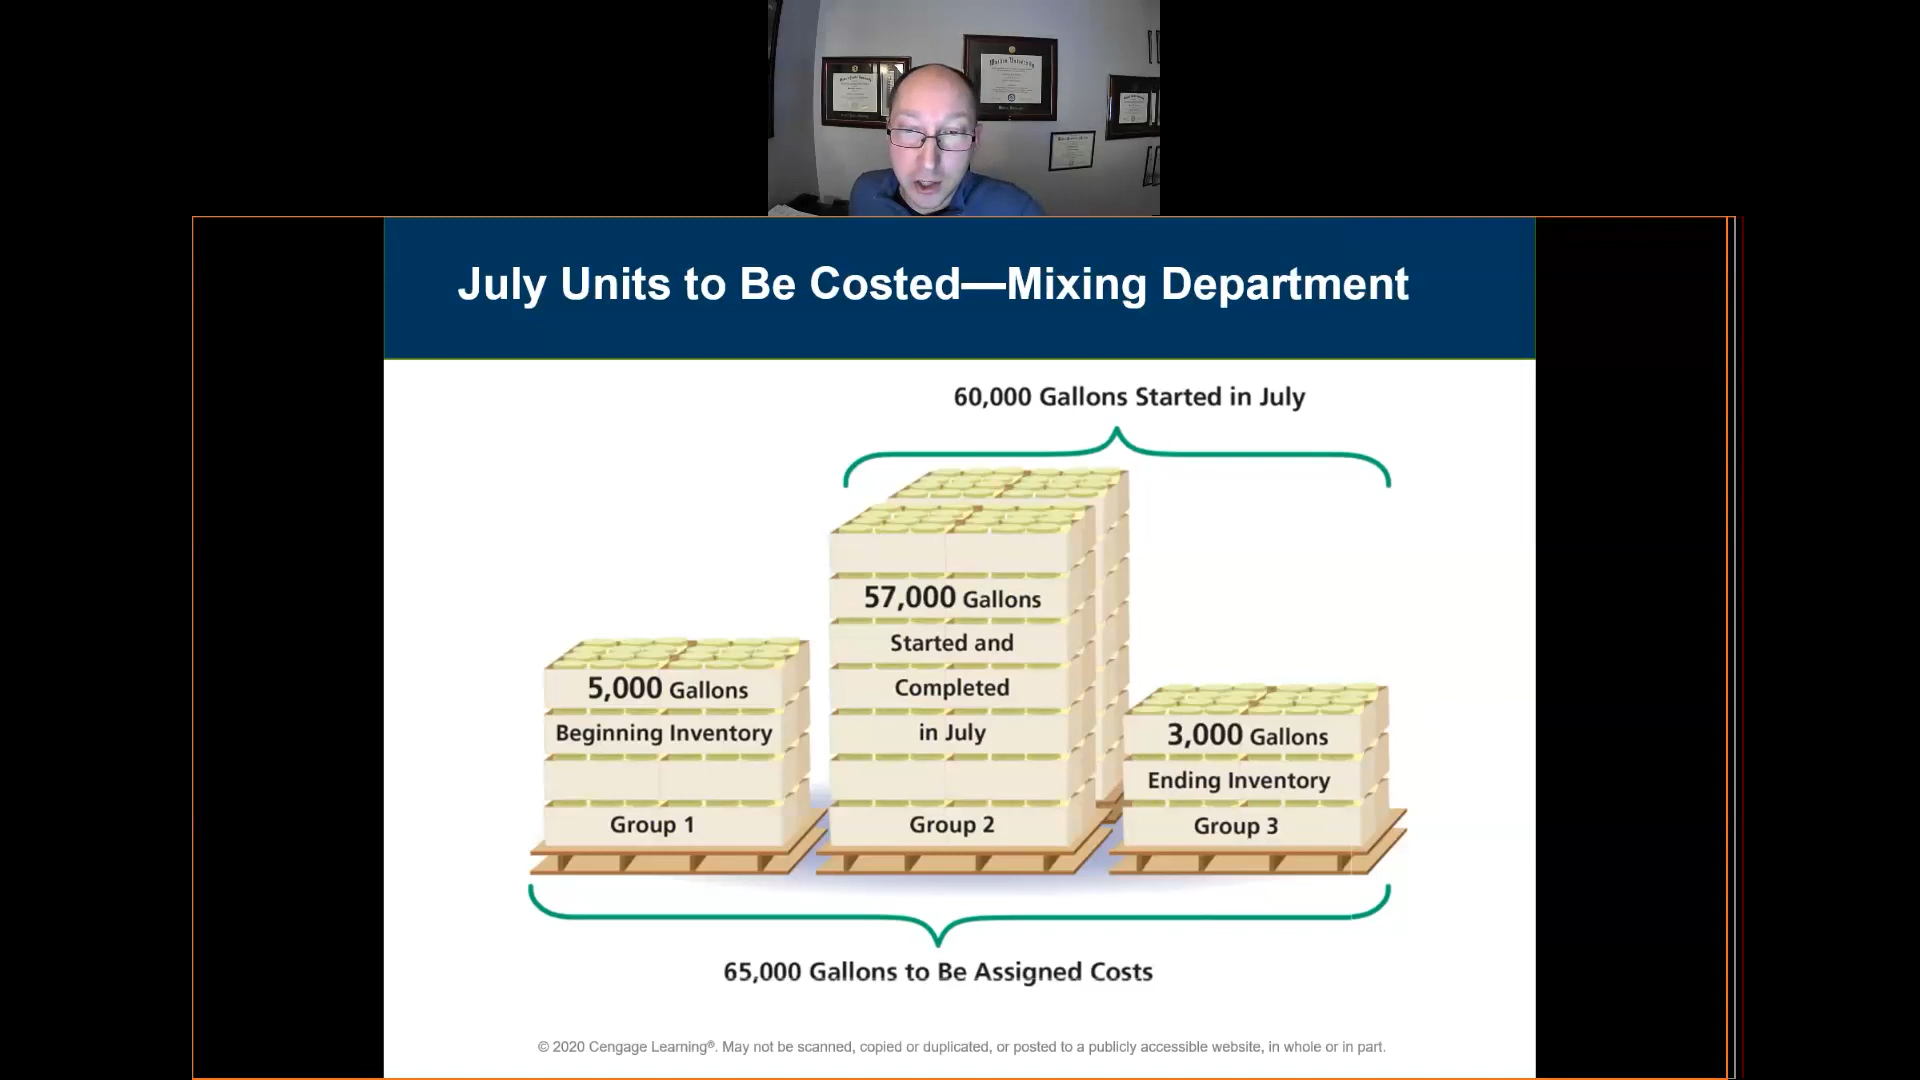 July Units to Be Costed—Mixing Department
60,000 Gallons Started in July
57,000 Gallons
Started and
Completed
in July
Group 2
5,000 Gallons
Beginning Inventory
Group 1
3,000 Gallons
Ending Inventory
Group 3
65,000 Gallons to Be Assigned Costs
© 2020 Cengage Learning®. May not be scanned, copied or duplicated, or posted to a publicly accessible website, in whole or in part.